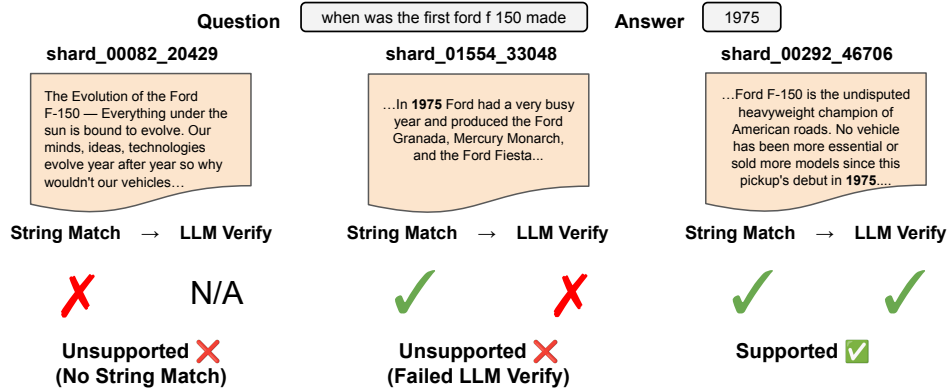 Question when was the first ford f 150 made Answer 1975
shard_00082_20429
The Evolution of the Ford
F-150 — Everything under the
sun is bound to evolve. Our
minds, ideas, technologies
evolve year after year so why
wouldn't our vehicles…
String Match → LLM Verify
✗ N/A
Unsupported ❌
(No String Match)
shard_01554_33048
…In 1975 Ford had a very busy
year and produced the Ford
Granada, Mercury Monarch,
and the Ford Fiesta...
String Match → LLM Verify
✓ ✗
Unsupported ❌
(Failed LLM Verify)
shard_00292_46706
…Ford F-150 is the undisputed
heavyweight champion of
American roads. No vehicle
has been more essential or
sold more models since this
pickup's debut in 1975....
String Match → LLM Verify
✓ ✓
Supported ✅